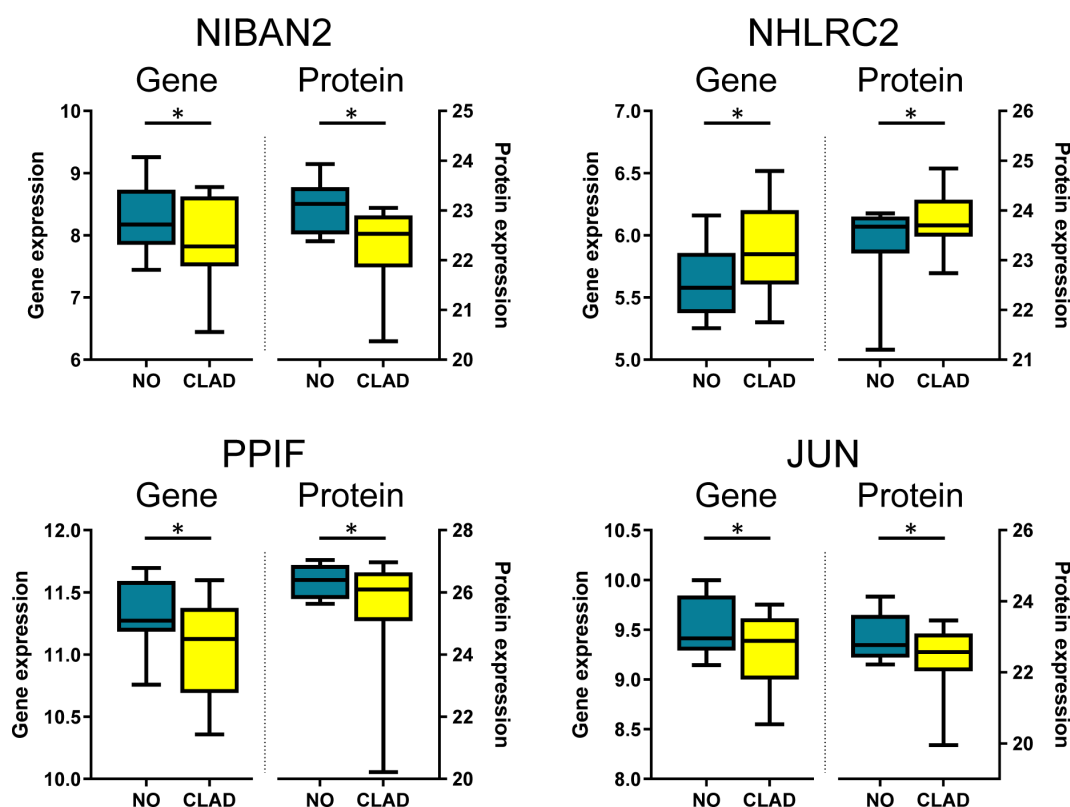 NIBAN2
Gene Protein
Gene expression
10
9
8
7
6
*
*
25
24
23
22
21
20
Protein expression
NO CLAD NO CLAD
NHLRC2
Gene Protein
Gene expression
7.0
6.5
6.0
5.5
5.0
*
*
26
25
24
23
22
21
Protein expression
NO CLAD NO CLAD
PPIF
Gene Protein
Gene expression
12.0
11.5
11.0
10.5
10.0
*
*
28
26
24
22
20
Protein expression
NO CLAD NO CLAD
JUN
Gene Protein
Gene expression
10.5
10.0
9.5
9.0
8.5
8.0
*
*
26
24
22
20
Protein expression
NO CLAD NO CLAD